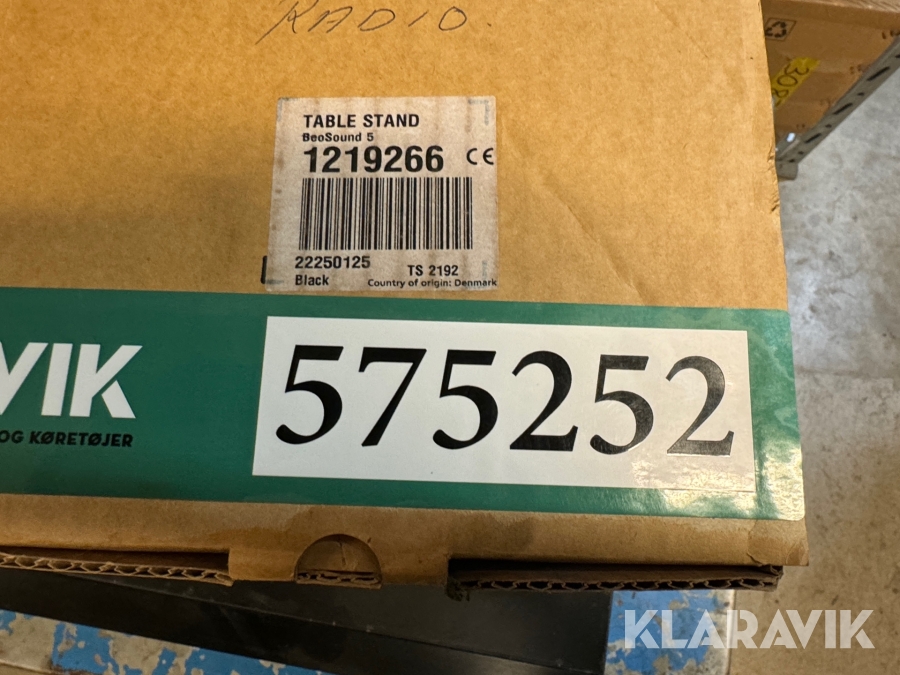 RADIO.
TABLE STAND
BeoSound 5
1219266 CE
22250125 TS 2192
Black Country of origin: Denmark
VIK
OG KØRETØJER
575252
308
KLARAVIK